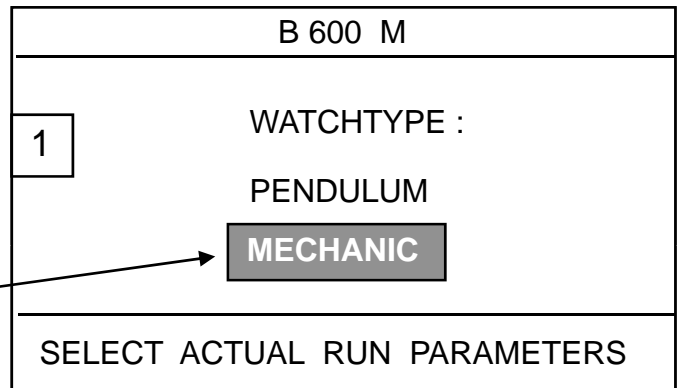 B 600 M
1
WATCHTYPE :
PENDULUM
MECHANIC
SELECT ACTUAL RUN PARAMETERS